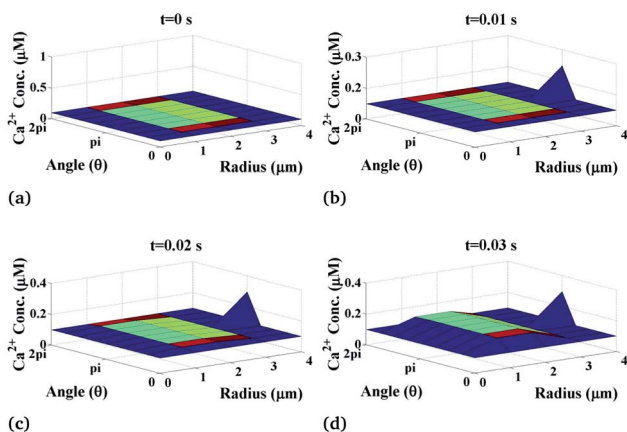 t=0 s
1
0.5
0
Ca²⁺ Conc. (μM)
2pi
pi
0
Angle (θ)
0
1
2
3
4
Radius (μm)
(a)
t=0.01 s
0.3
0.2
0
Ca²⁺ Conc. (μM)
2pi
pi
0
Angle (θ)
0
1
2
3
4
Radius (μm)
(b)
t=0.02 s
0.4
0.2
0
Ca²⁺ Conc. (μM)
2pi
pi
0
Angle (θ)
0
1
2
3
4
Radius (μm)
(c)
t=0.03 s
0.4
0.2
0
Ca²⁺ Conc. (μM)
2pi
pi
0
Angle (θ)
0
1
2
3
4
Radius (μm)
(d)